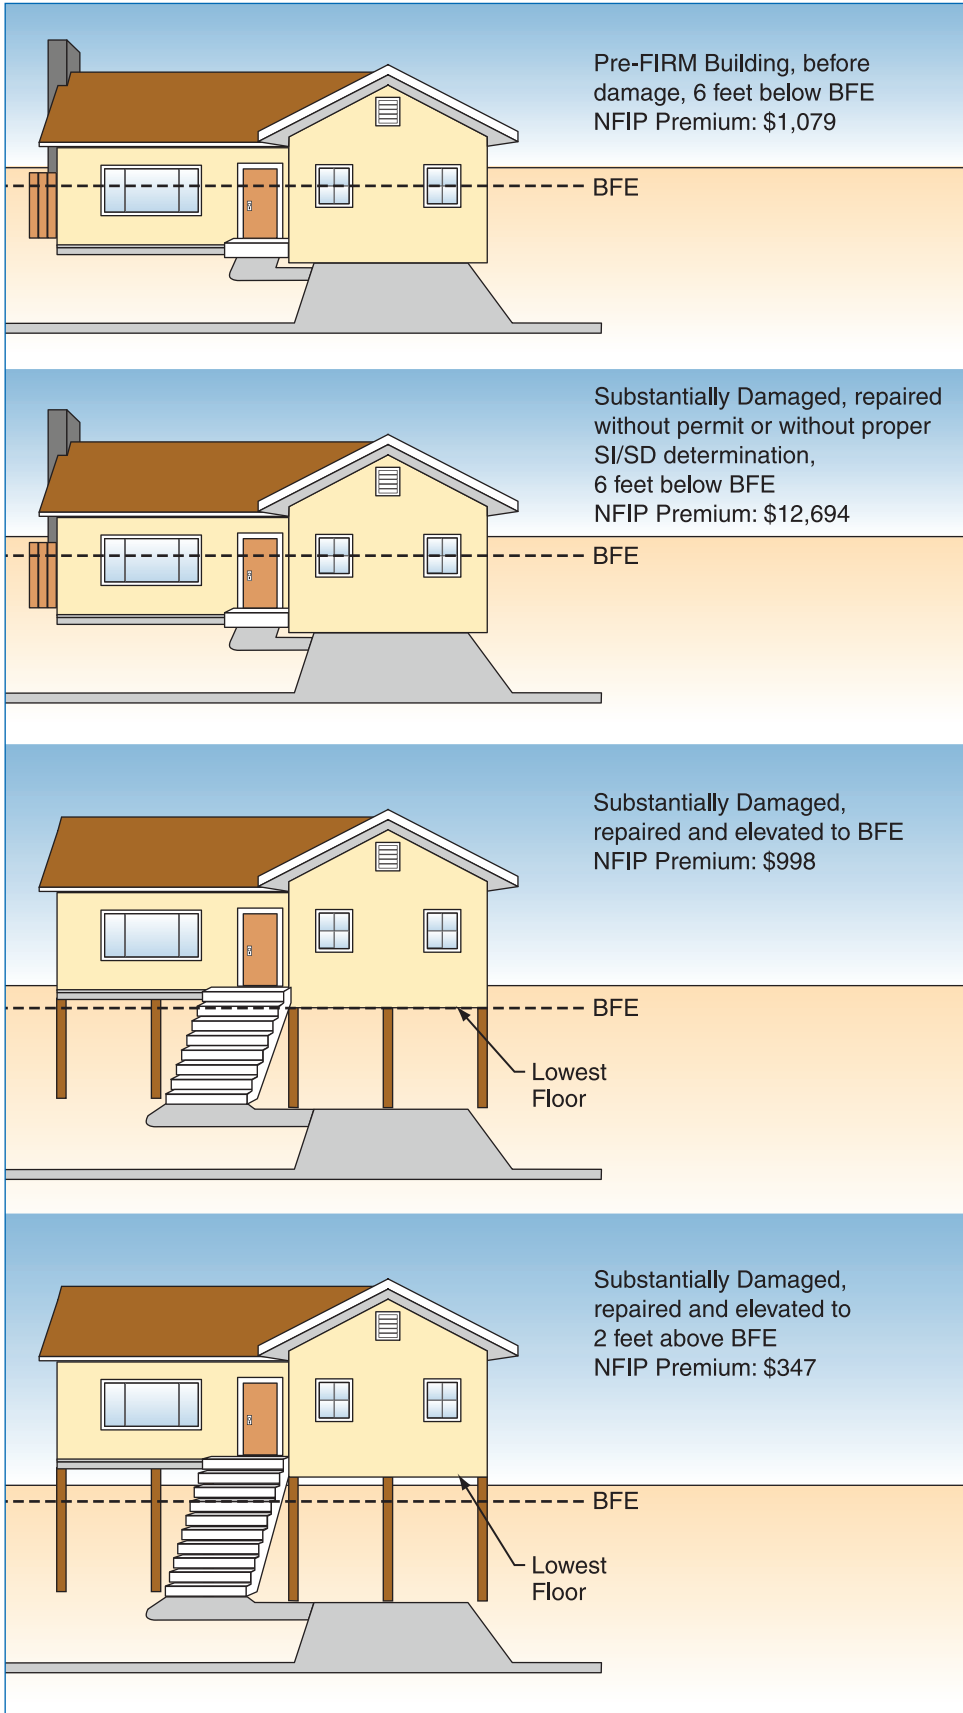 Pre-FIRM Building, before
damage, 6 feet below BFE
NFIP Premium: $1,079
BFE
Substantially Damaged, repaired
without permit or without proper
SI/SD determination,
6 feet below BFE
NFIP Premium: $12,694
BFE
Substantially Damaged,
repaired and elevated to BFE
NFIP Premium: $998
BFE
Lowest
Floor
Substantially Damaged,
repaired and elevated to
2 feet above BFE
NFIP Premium: $347
BFE
Lowest
Floor